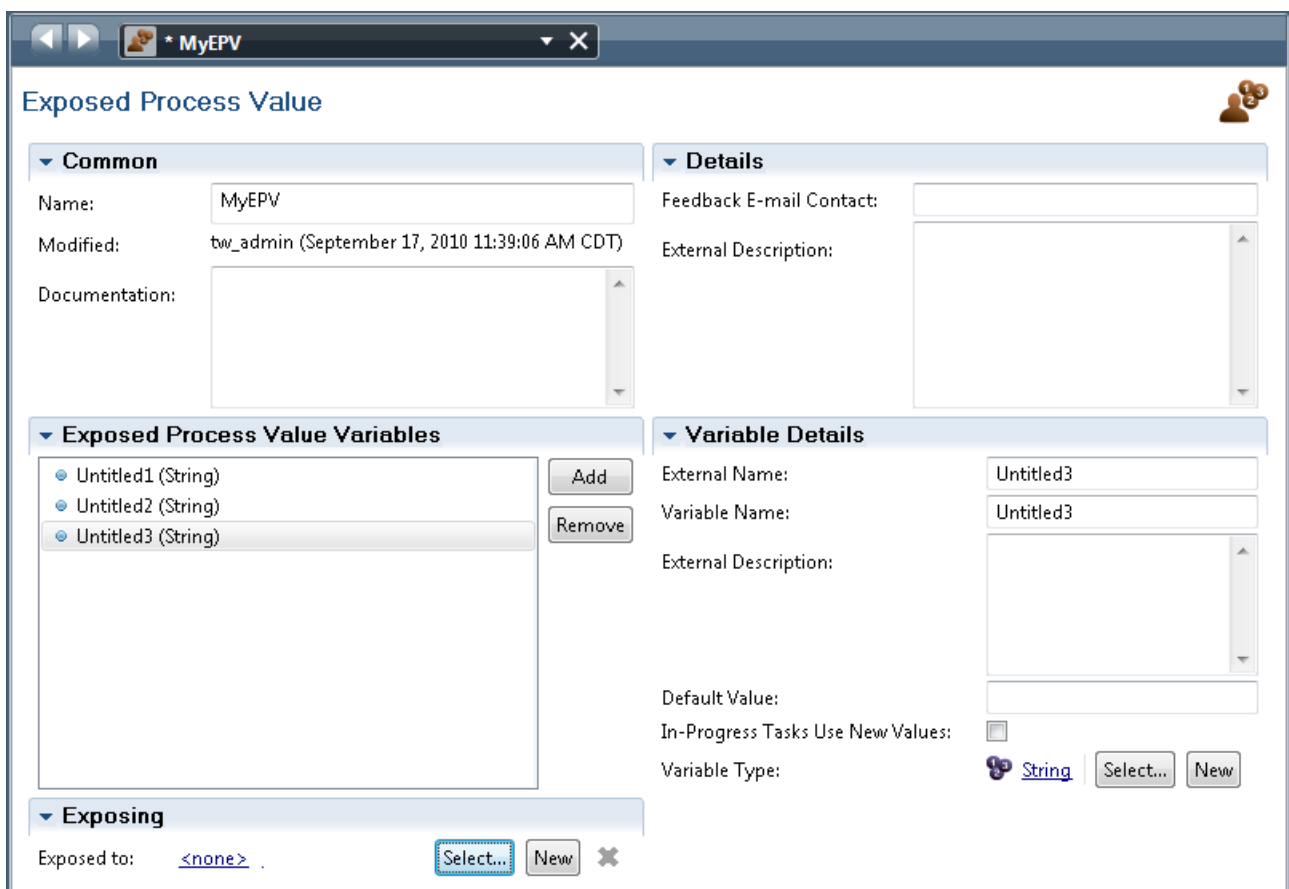 * MyEPV
Exposed Process Value
1 3
2
Common
Name:
MyEPV
Modified:
tw_admin (September 17, 2010 11:39:06 AM CDT)
Documentation:
Details
Feedback E-mail Contact:
External Description:
Exposed Process Value Variables
Untitled1 (String)
Untitled2 (String)
Untitled3 (String)
Add
Remove
Variable Details
External Name:
Untitled3
Variable Name:
Untitled3
External Description:
Default Value:
In-Progress Tasks Use New Values:
Variable Type:
String
Select...
New
Exposing
Exposed to:
<none>
Select...
New